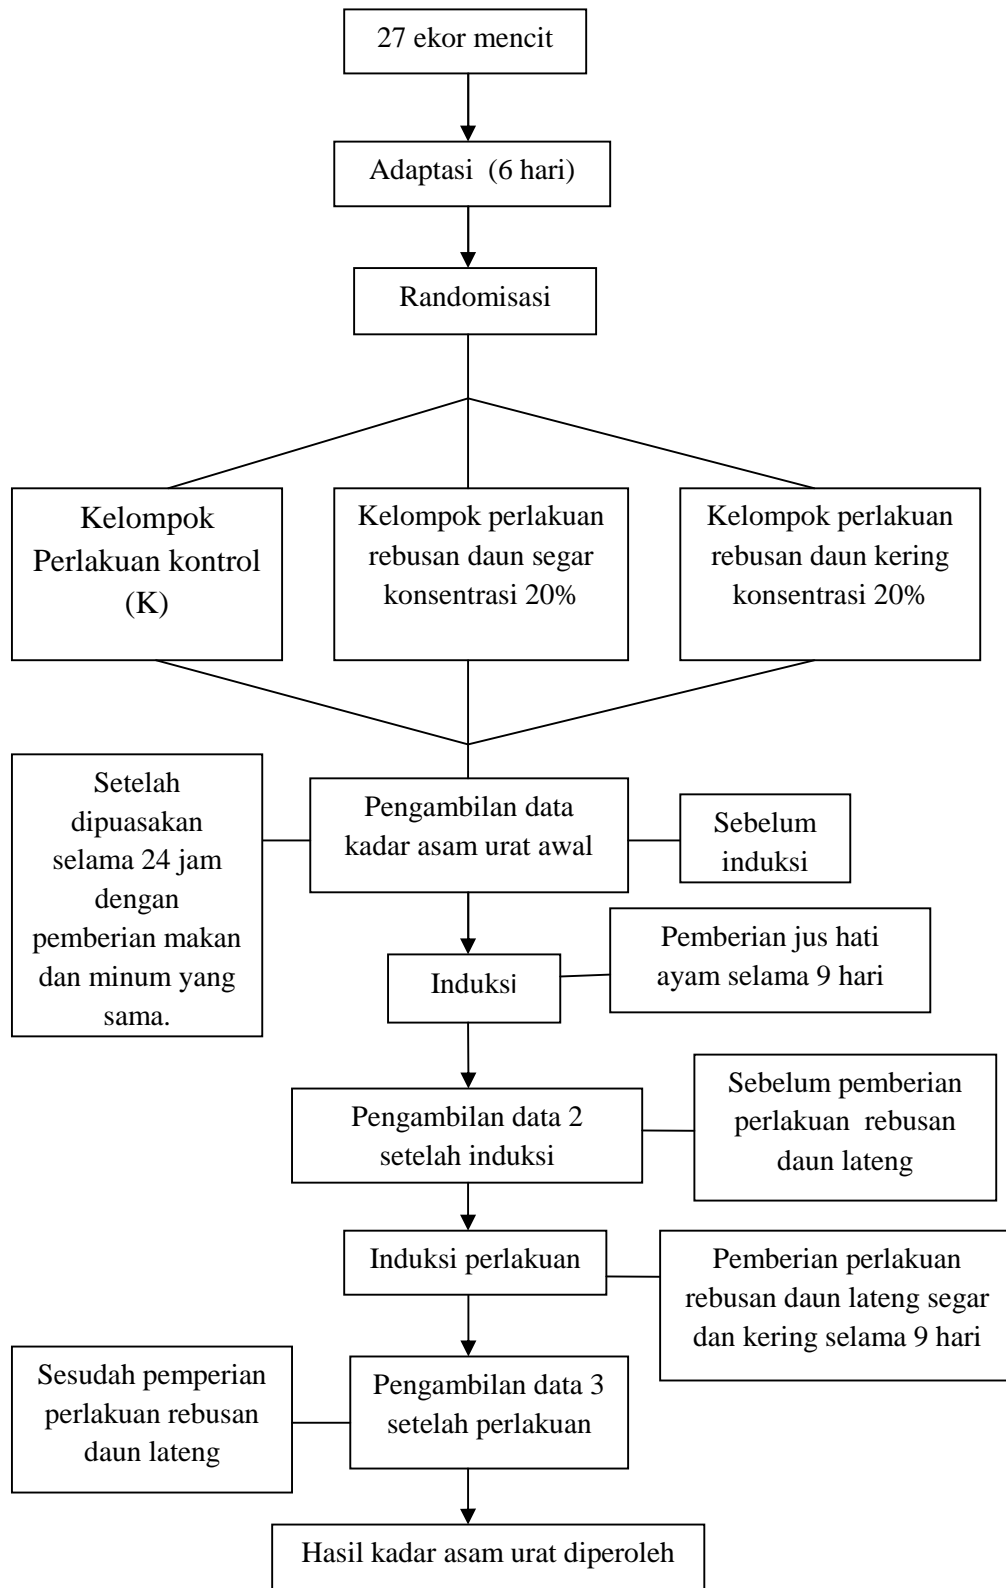 27 ekor mencit
Adaptasi (6 hari)
Randomisasi
Kelompok
Perlakuan kontrol
(K)
Kelompok perlakuan
rebusan daun segar
konsentrasi 20%
Kelompok perlakuan
rebusan daun kering
konsentrasi 20%
Setelah
dipuasakan
selama 24 jam
dengan
pemberian makan
dan minum yang
sama.
Pengambilan data
kadar asam urat awal
Sebelum
induksi
Induksi
Pemberian jus hati
ayam selama 9 hari
Pengambilan data 2
setelah induksi
Sebelum pemberian
perlakuan rebusan
daun lateng
Induksi perlakuan
Pemberian perlakuan
rebusan daun lateng segar
dan kering selama 9 hari
Sesudah pemperian
perlakuan rebusan
daun lateng
Pengambilan data 3
setelah perlakuan
Hasil kadar asam urat diperoleh